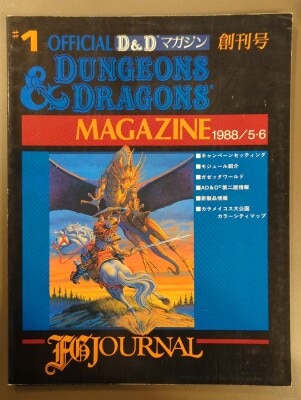 #1 OFFICIAL D&D® マガジン 創刊号
DUNGEONS
& DRAGONS®
MAGAZINE 1988/5・6
■キャンペーンセッティング
■モジュール紹介
■ガゼッタワールド
■AD&D®第二版情報
■新製品情報
■カラメイコス大公国
カラーシティマップ
JOURNAL